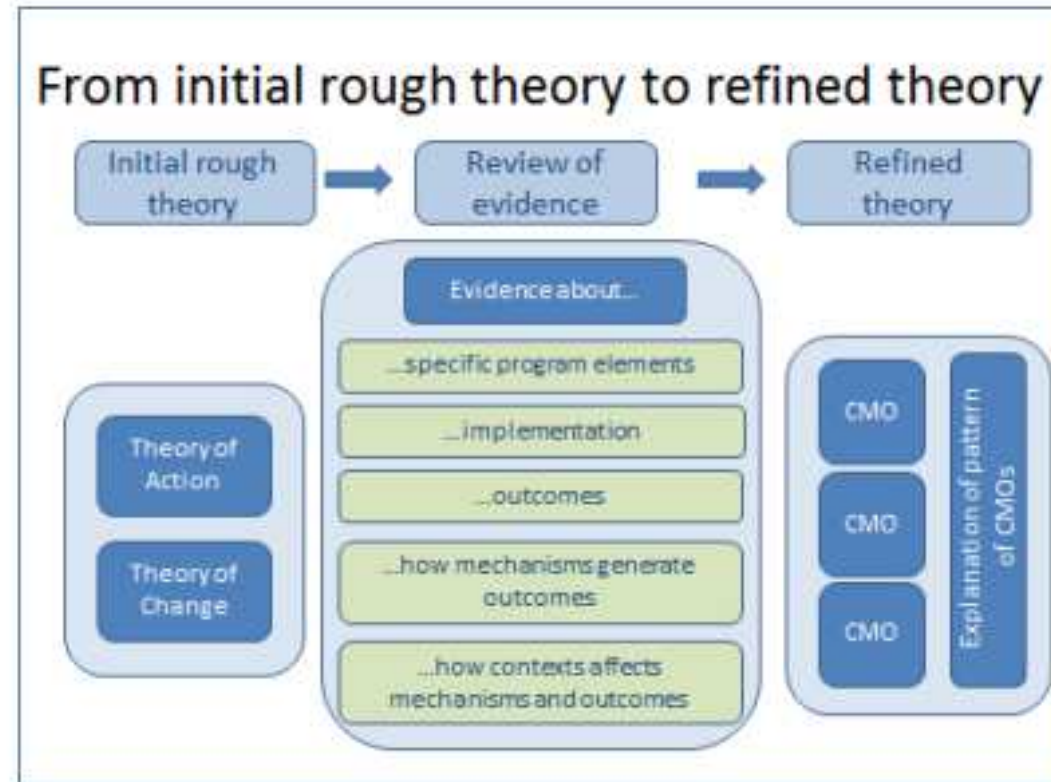 From initial rough theory to refined theory
Initial rough
theory
Review of
evidence
Refined
theory
Theory of
Action
Theory of
Change
Evidence about...
...specific program elements
...implementation
...outcomes
...how mechanisms generate
outcomes
...how contexts affects
mechanisms and outcomes
CMO
CMO
CMO
Explanation of pattern
of CMOs